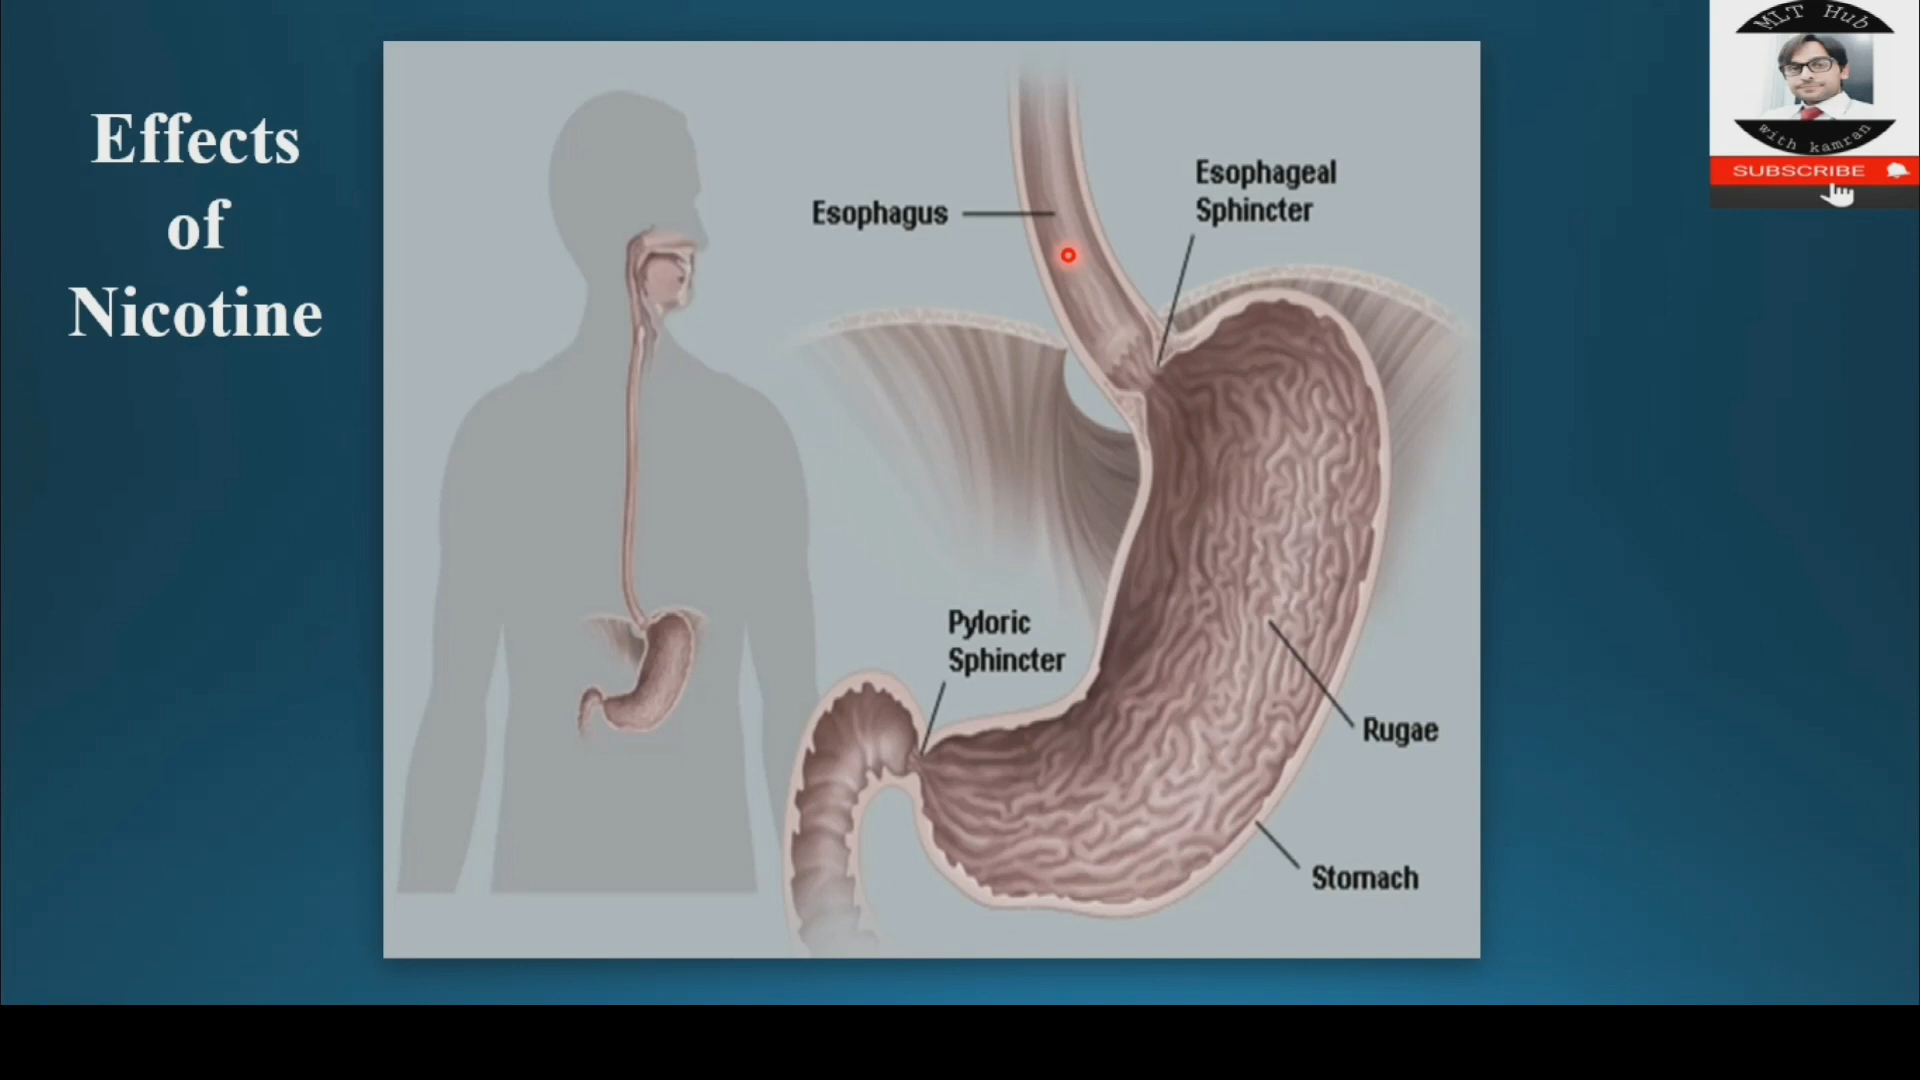 Effects
of
Nicotine
Esophagus
Esophageal
Sphincter
Pyloric
Sphincter
Rugae
Stomach
MLT Hub
with kamran
SUBSCRIBE